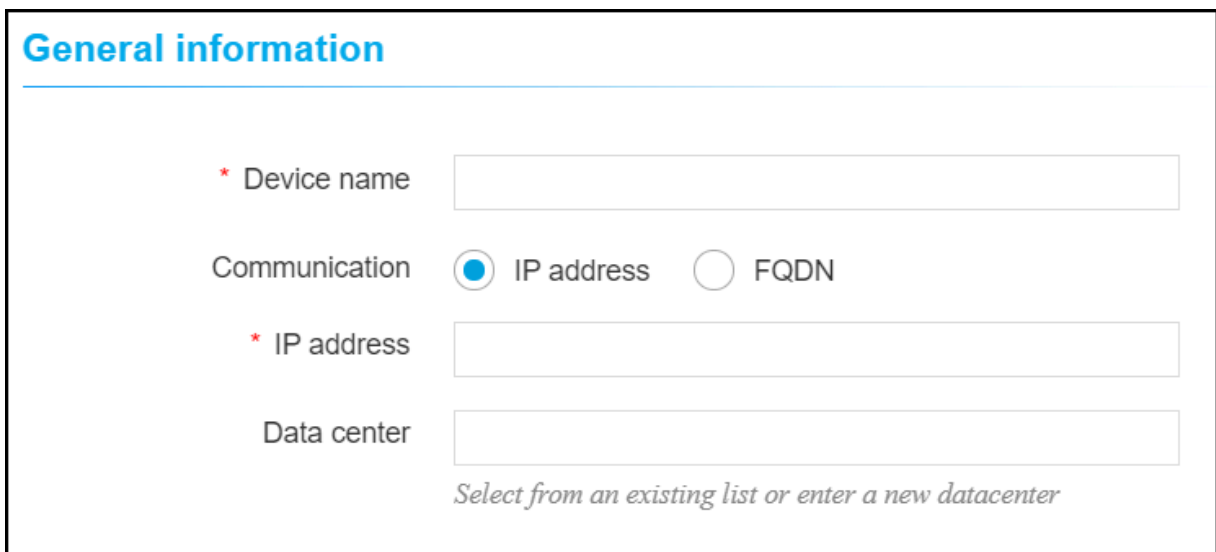 General information
* Device name
Communication IP address FQDN
* IP address
Data center
Select from an existing list or enter a new datacenter